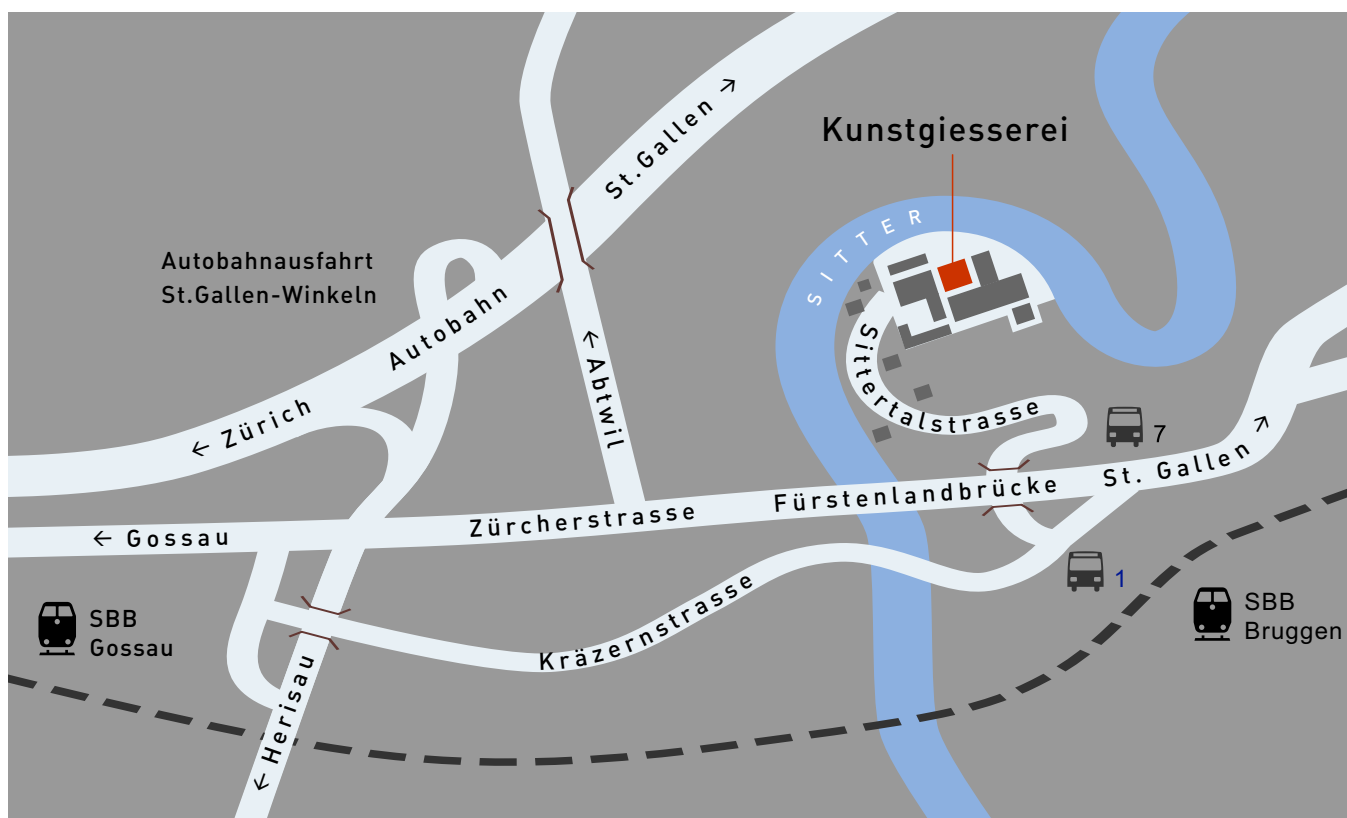 St.Gallen →
Kunstgiesserei
SITTER
Autobahnausfahrt
St.Gallen-Winkeln
Autobahn
← Abtwil
Sittertalstrasse
← Zürich
7
St. Gallen →
Fürstenlandbrücke
Zürcherstrasse
← Gossau
1
Kräzernstrasse
SBB
Gossau
SBB
Bruggen
← Herisau